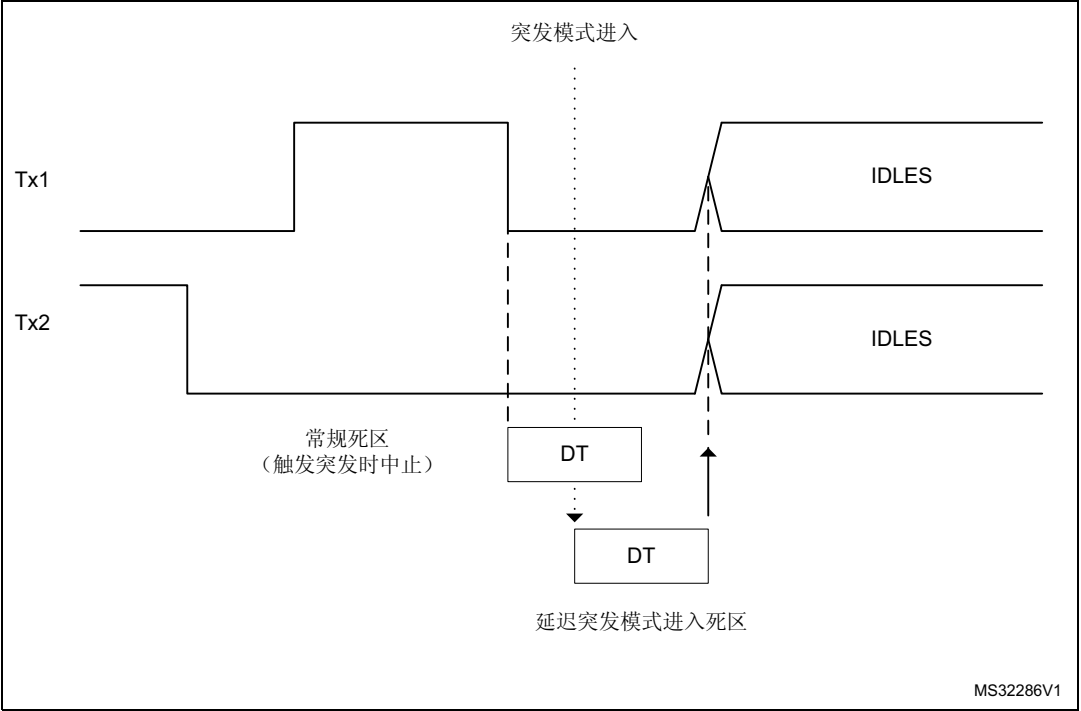 突发模式进入
Tx1
IDLES
Tx2
IDLES
常规死区
（触发突发时中止）
DT
DT
延迟突发模式进入死区
MS32286V1